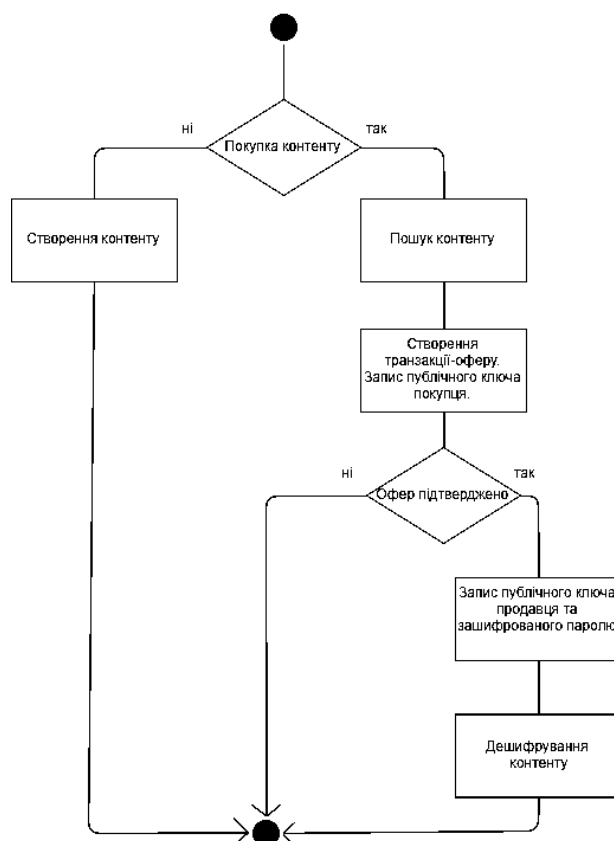 ні
так
Покупка контенту
Створення контенту
Пошук контенту
Створення
транзакції-оферу.
Запис публічного ключа
покупця.
ні
так
Офер підтверджено
Запис публічного ключа
продавця та
зашифрованого паролю
Дешифрування
контенту